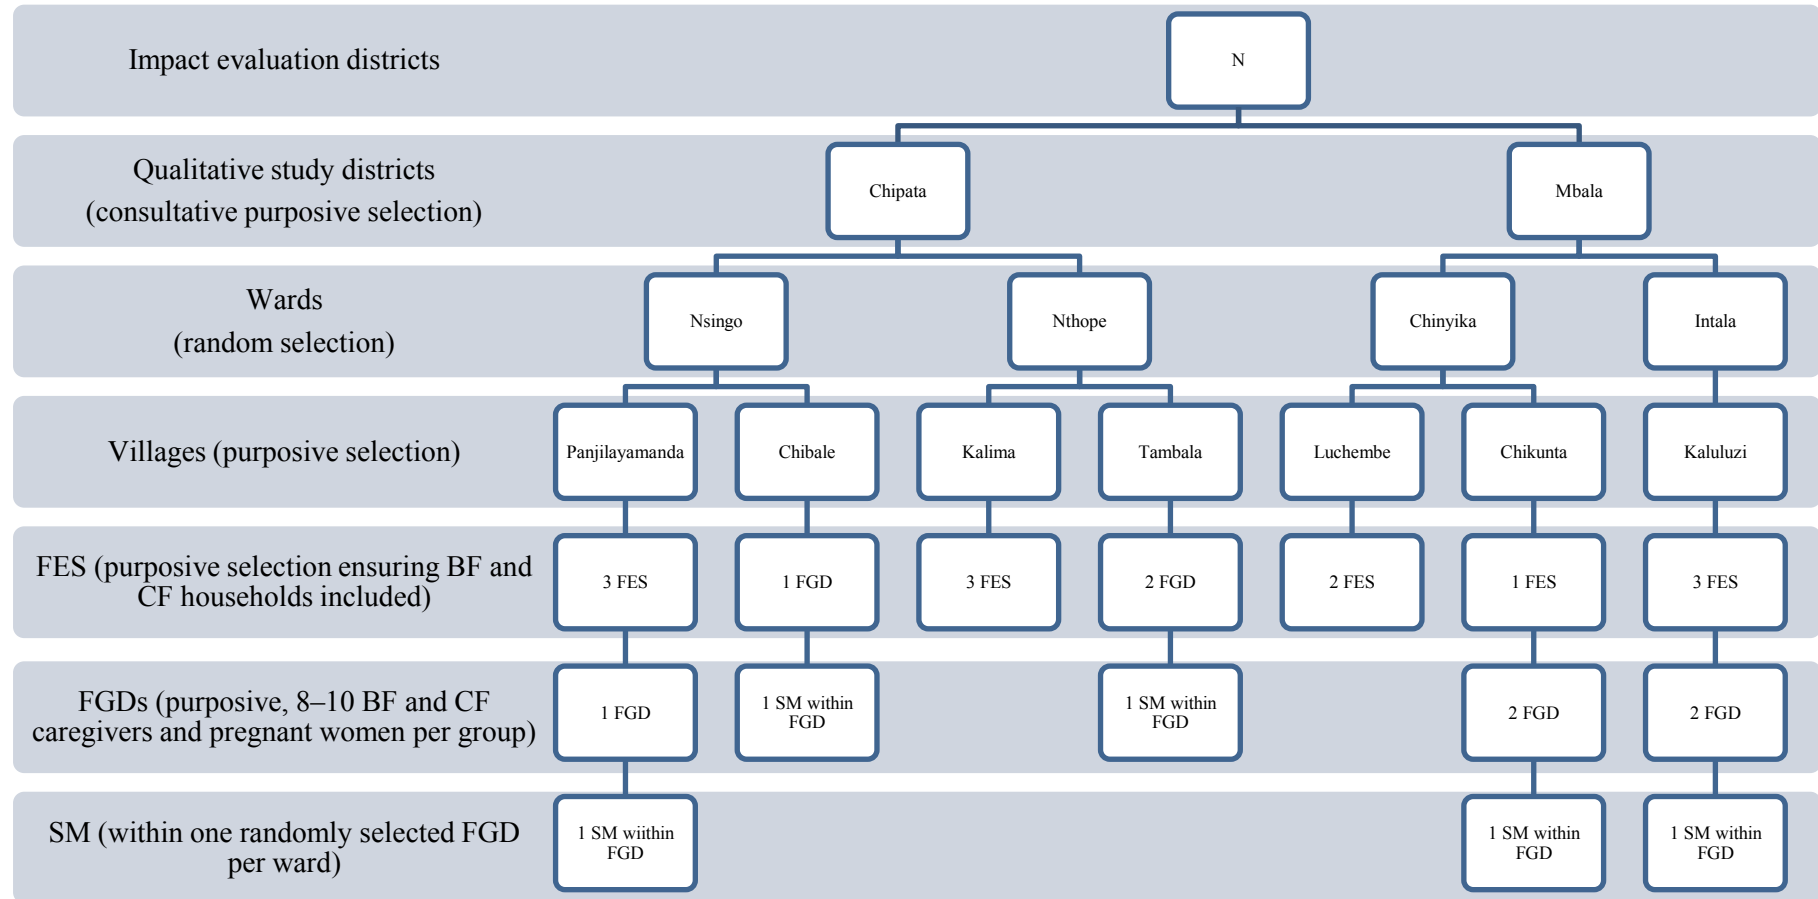 Impact evaluation districts
N
Qualitative study districts
(consultative purposive selection)
Chipata
Mbala
Wards
(random selection)
Nsingo
Nthope
Chinyika
Intala
Villages (purposive selection)
Panjilayamanda
Chibale
Kalima
Tambala
Luchembe
Chikunta
Kaluluzi
FES (purposive selection ensuring BF and
CF households included)
3 FES
1 FGD
3 FES
2 FGD
2 FES
1 FES
3 FES
FGDs (purposive, 8–10 BF and CF
caregivers and pregnant women per group)
1 FGD
1 SM within
FGD
1 SM within
FGD
2 FGD
2 FGD
SM (within one randomly selected FGD
per ward)
1 SM wiithin
FGD
1 SM within
FGD
1 SM within
FGD